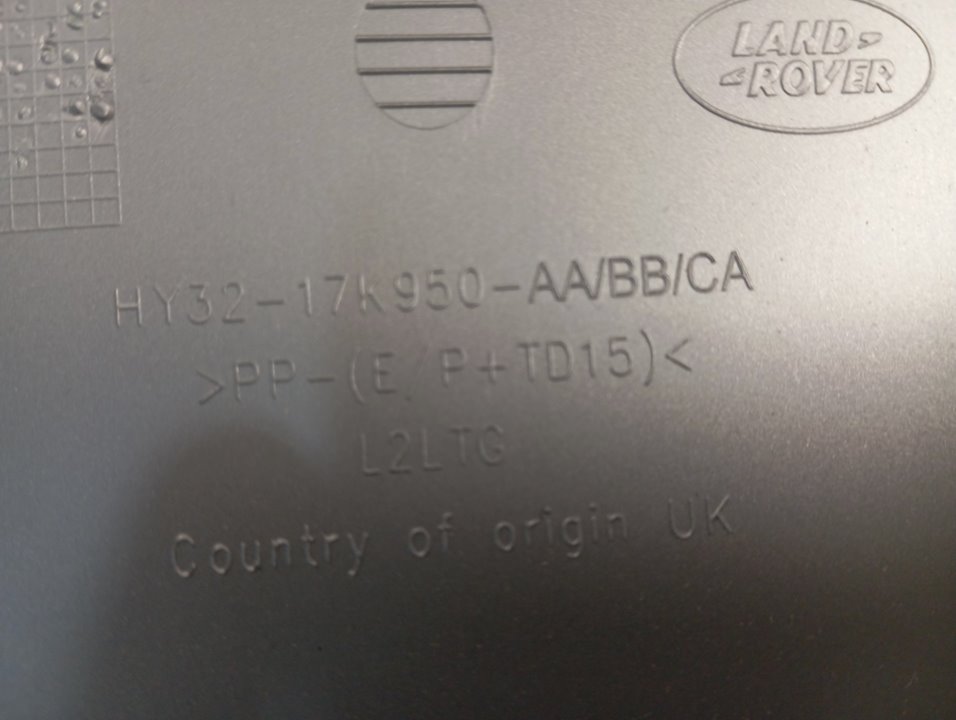 LAND
ROVER
HY32-17K950-AA/BB/CA
>PP-(E/P+TD15)<
L2LTG
Country of origin UK